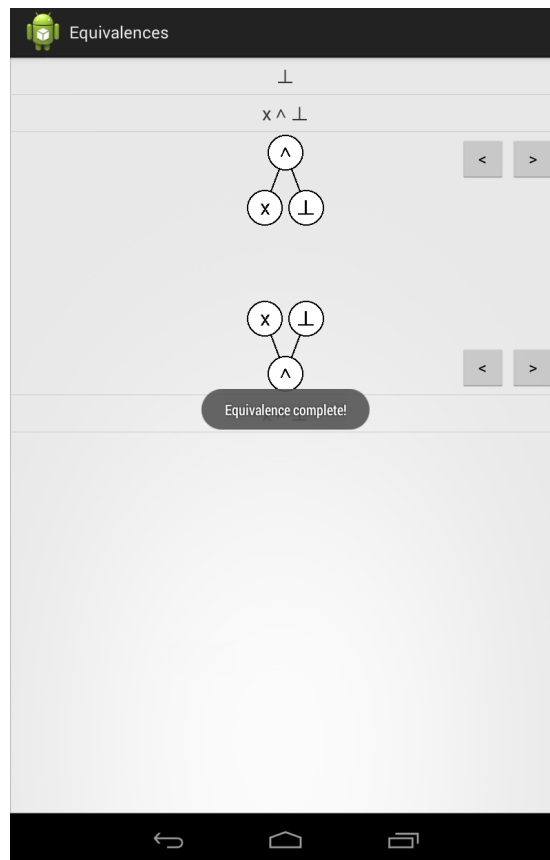 Equivalences
⊥
x ∧ ⊥
∧
< >
x ⊥
x ⊥
∧
< >
Equivalence complete!